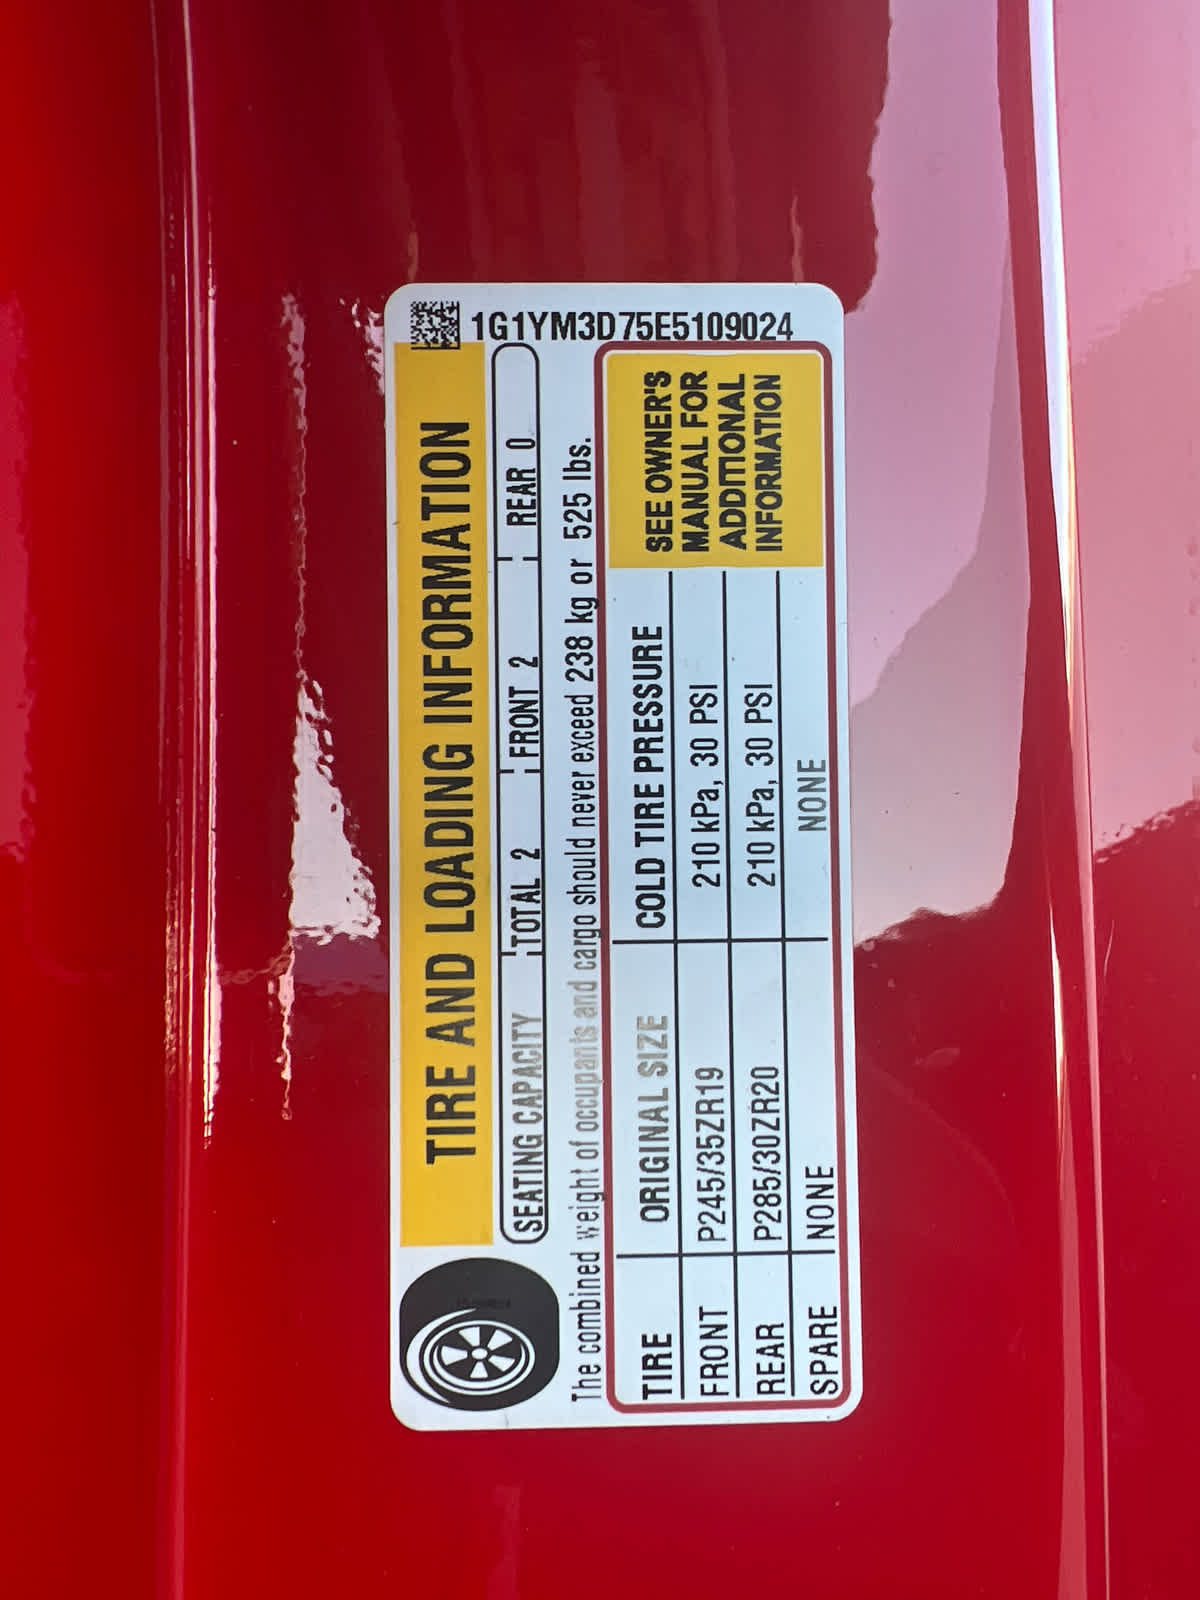 1G1YM3D75E5109024
TIRE AND LOADING INFORMATION
SEATING CAPACITY TOTAL 2 FRONT 2 REAR 0
The combined weight of occupants and cargo should never exceed 238 kg or 525 lbs.
TIRE ORIGINAL SIZE COLD TIRE PRESSURE
FRONT P245/35ZR19 210 kPa, 30 PSI
REAR P285/30ZR20 210 kPa, 30 PSI
SPARE NONE NONE
SEE OWNER'S
MANUAL FOR
ADDITIONAL
INFORMATION